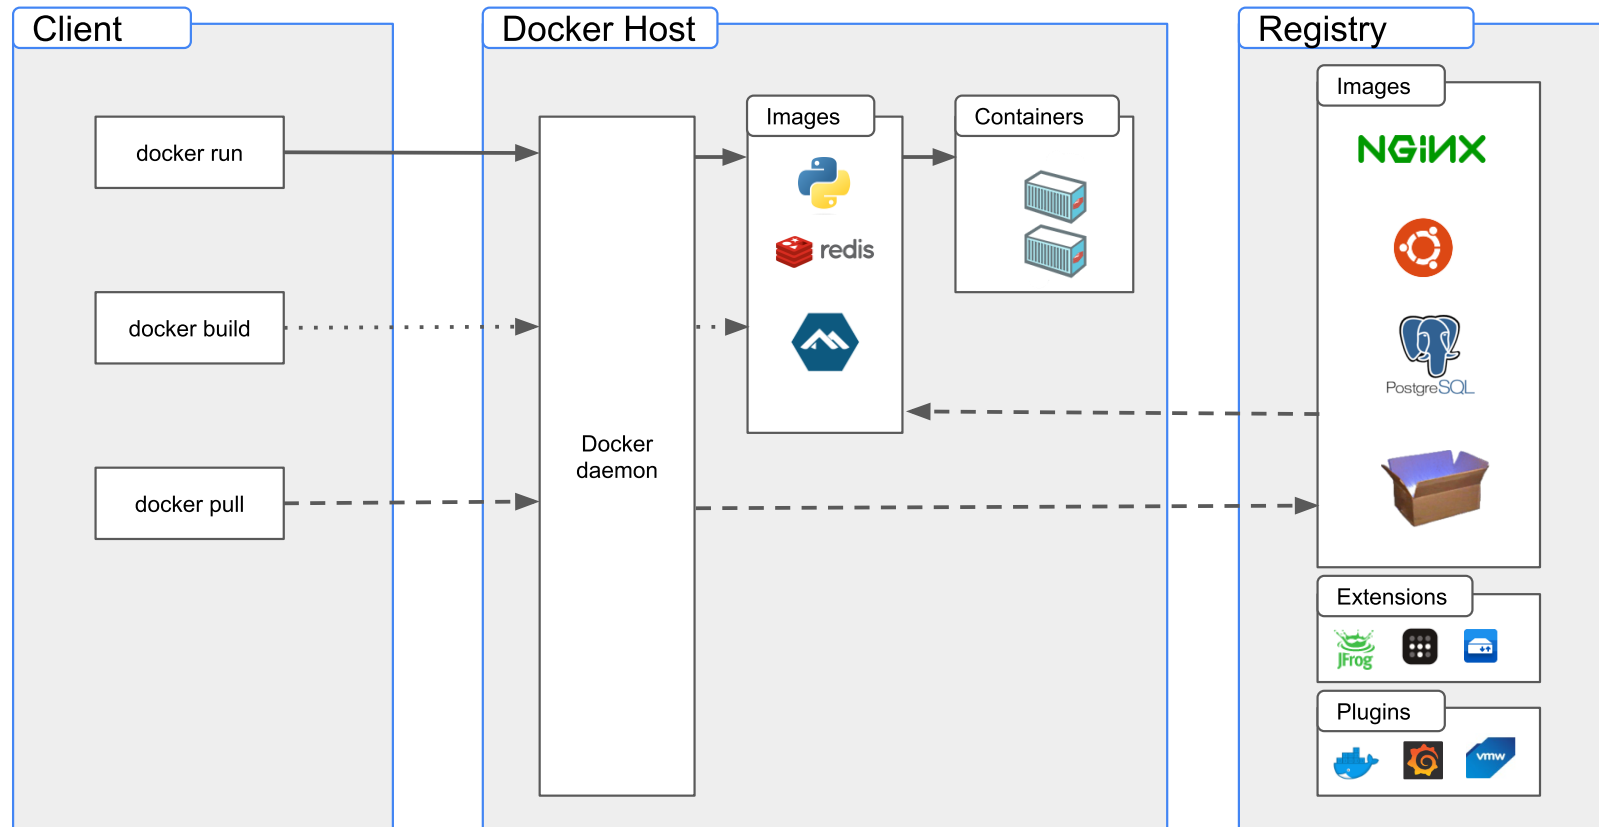 Client
docker run
docker build
docker pull
Docker Host
Docker
daemon
Images
redis
Containers
Registry
Images
NGINX
PostgreSQL
Extensions
JFrog
Plugins
vmw